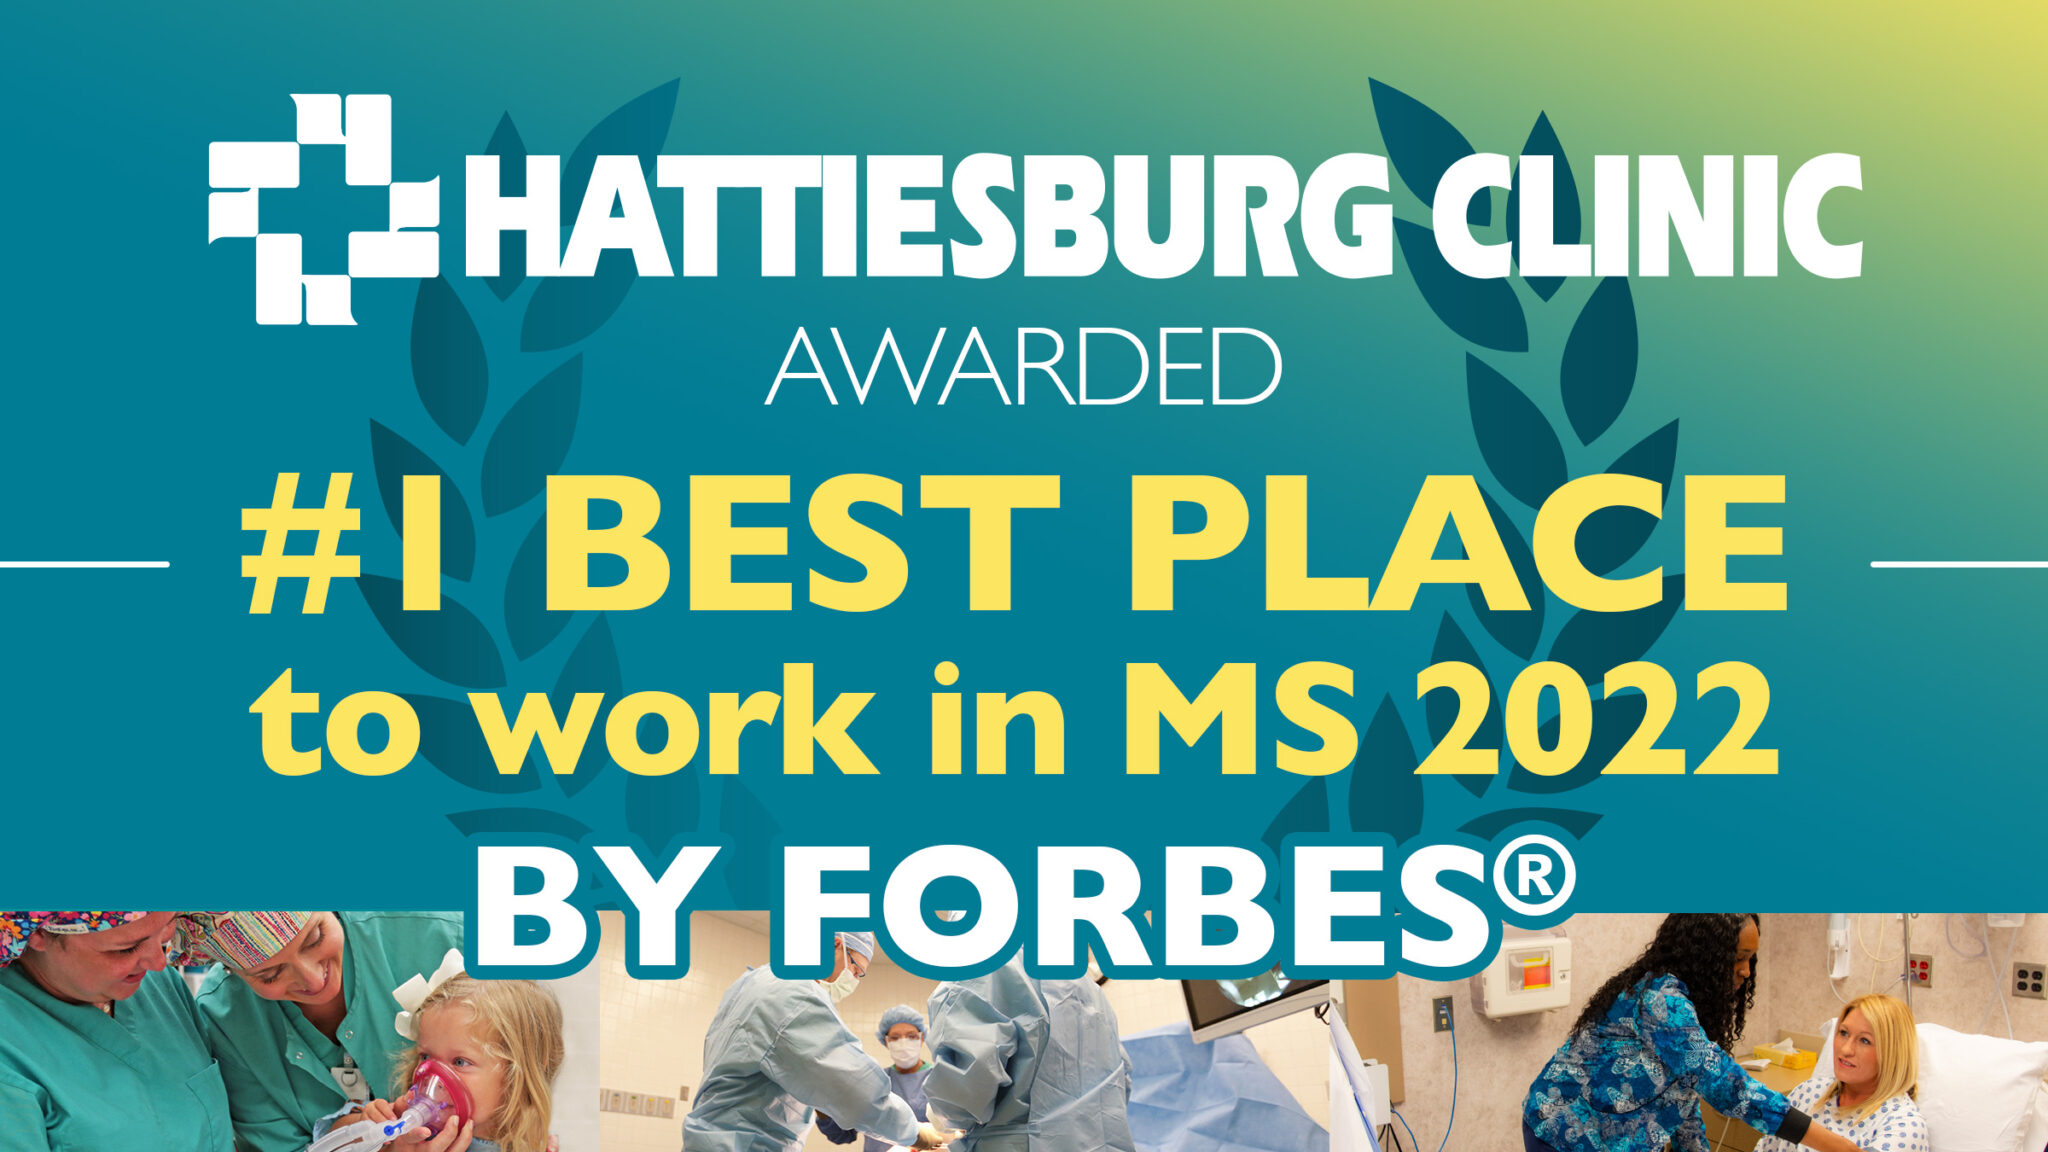 HATTIESBURG CLINIC
AWARDED
#1 BEST PLACE
to work in MS 2022
BY FORBES®